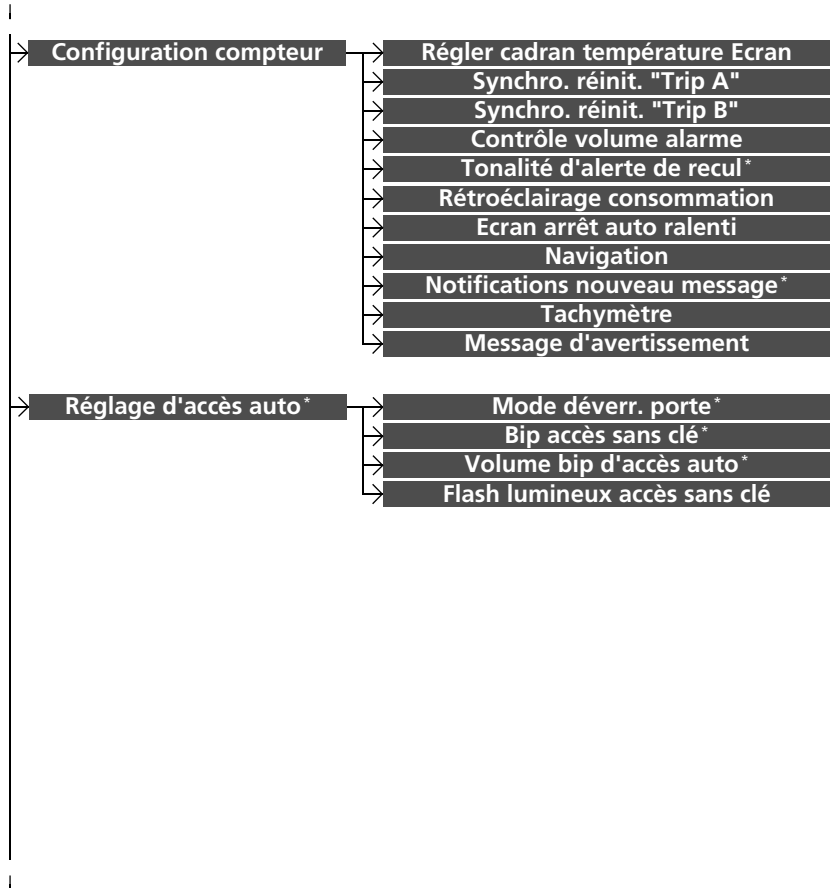 Configuration compteur
Régler cadran température Ecran
Synchro. réinit. "Trip A"
Synchro. réinit. "Trip B"
Contrôle volume alarme
Tonalité d'alerte de recul*
Rétroéclairage consommation
Ecran arrêt auto ralenti
Navigation
Notifications nouveau message*
Tachymètre
Message d'avertissement
Réglage d'accès auto*
Mode déverr. porte*
Bip accès sans clé*
Volume bip d'accès auto*
Flash lumineux accès sans clé